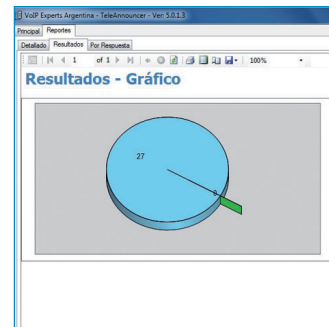 VoIP Experts Argentina - TeleAnnouncer - Ver: 5.0.1.3
Principal Reportes
Detallado Resultados Por Respuesta
1 of 1 100%
Resultados - Gráfico
27